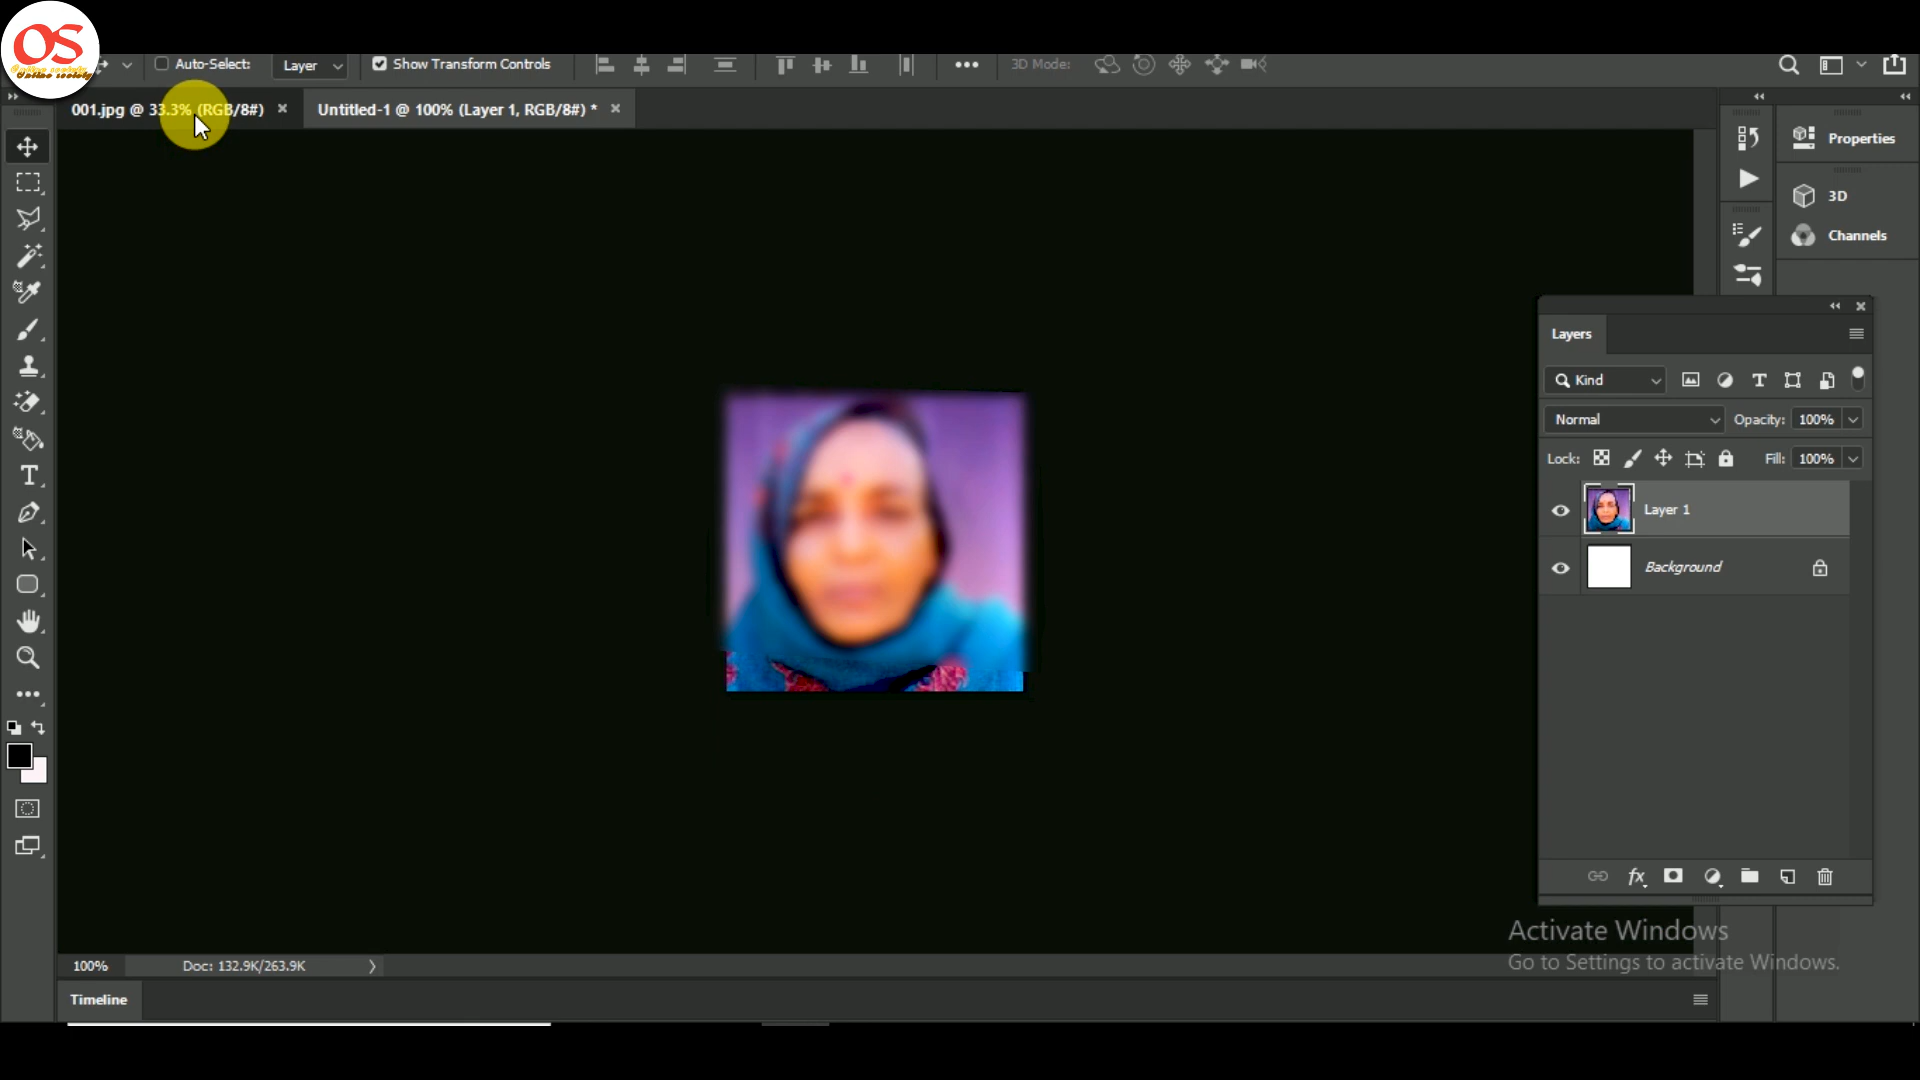 OS
Online society
Auto-Select:
Layer
Show Transform Controls
3D Mode:
001.jpg @ 33.3% (RGB/8#)
Untitled-1 @ 100% (Layer 1, RGB/8#) *
Properties
3D
Channels
Layers
Kind
Normal
Opacity: 100%
Lock:
Fill: 100%
Layer 1
Background
Activate Windows
Go to Settings to activate Windows.
100%
Doc: 132.9K/263.9K
Timeline